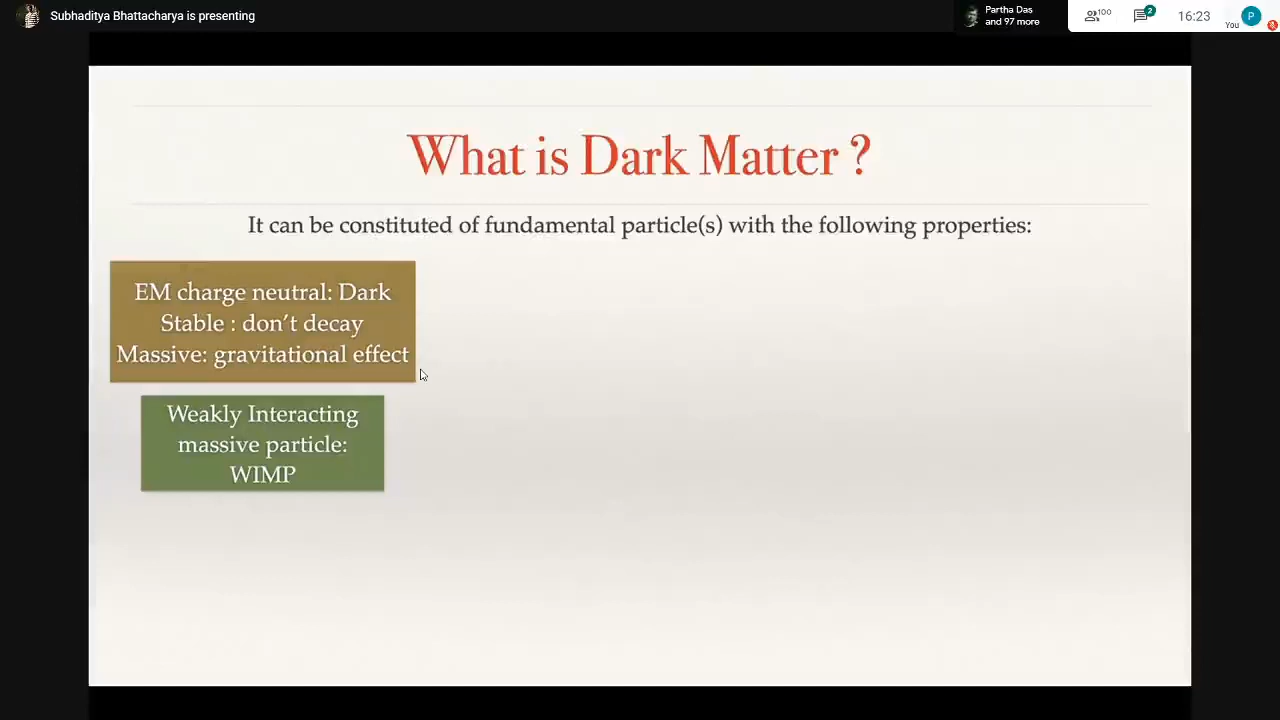 Subhaditya Bhattacharya is presenting
Partha Das
and 97 more
100
2
16:23
You
P
What is Dark Matter ?
It can be constituted of fundamental particle(s) with the following properties:
EM charge neutral: Dark
Stable : don't decay
Massive: gravitational effect
Weakly Interacting
massive particle:
WIMP